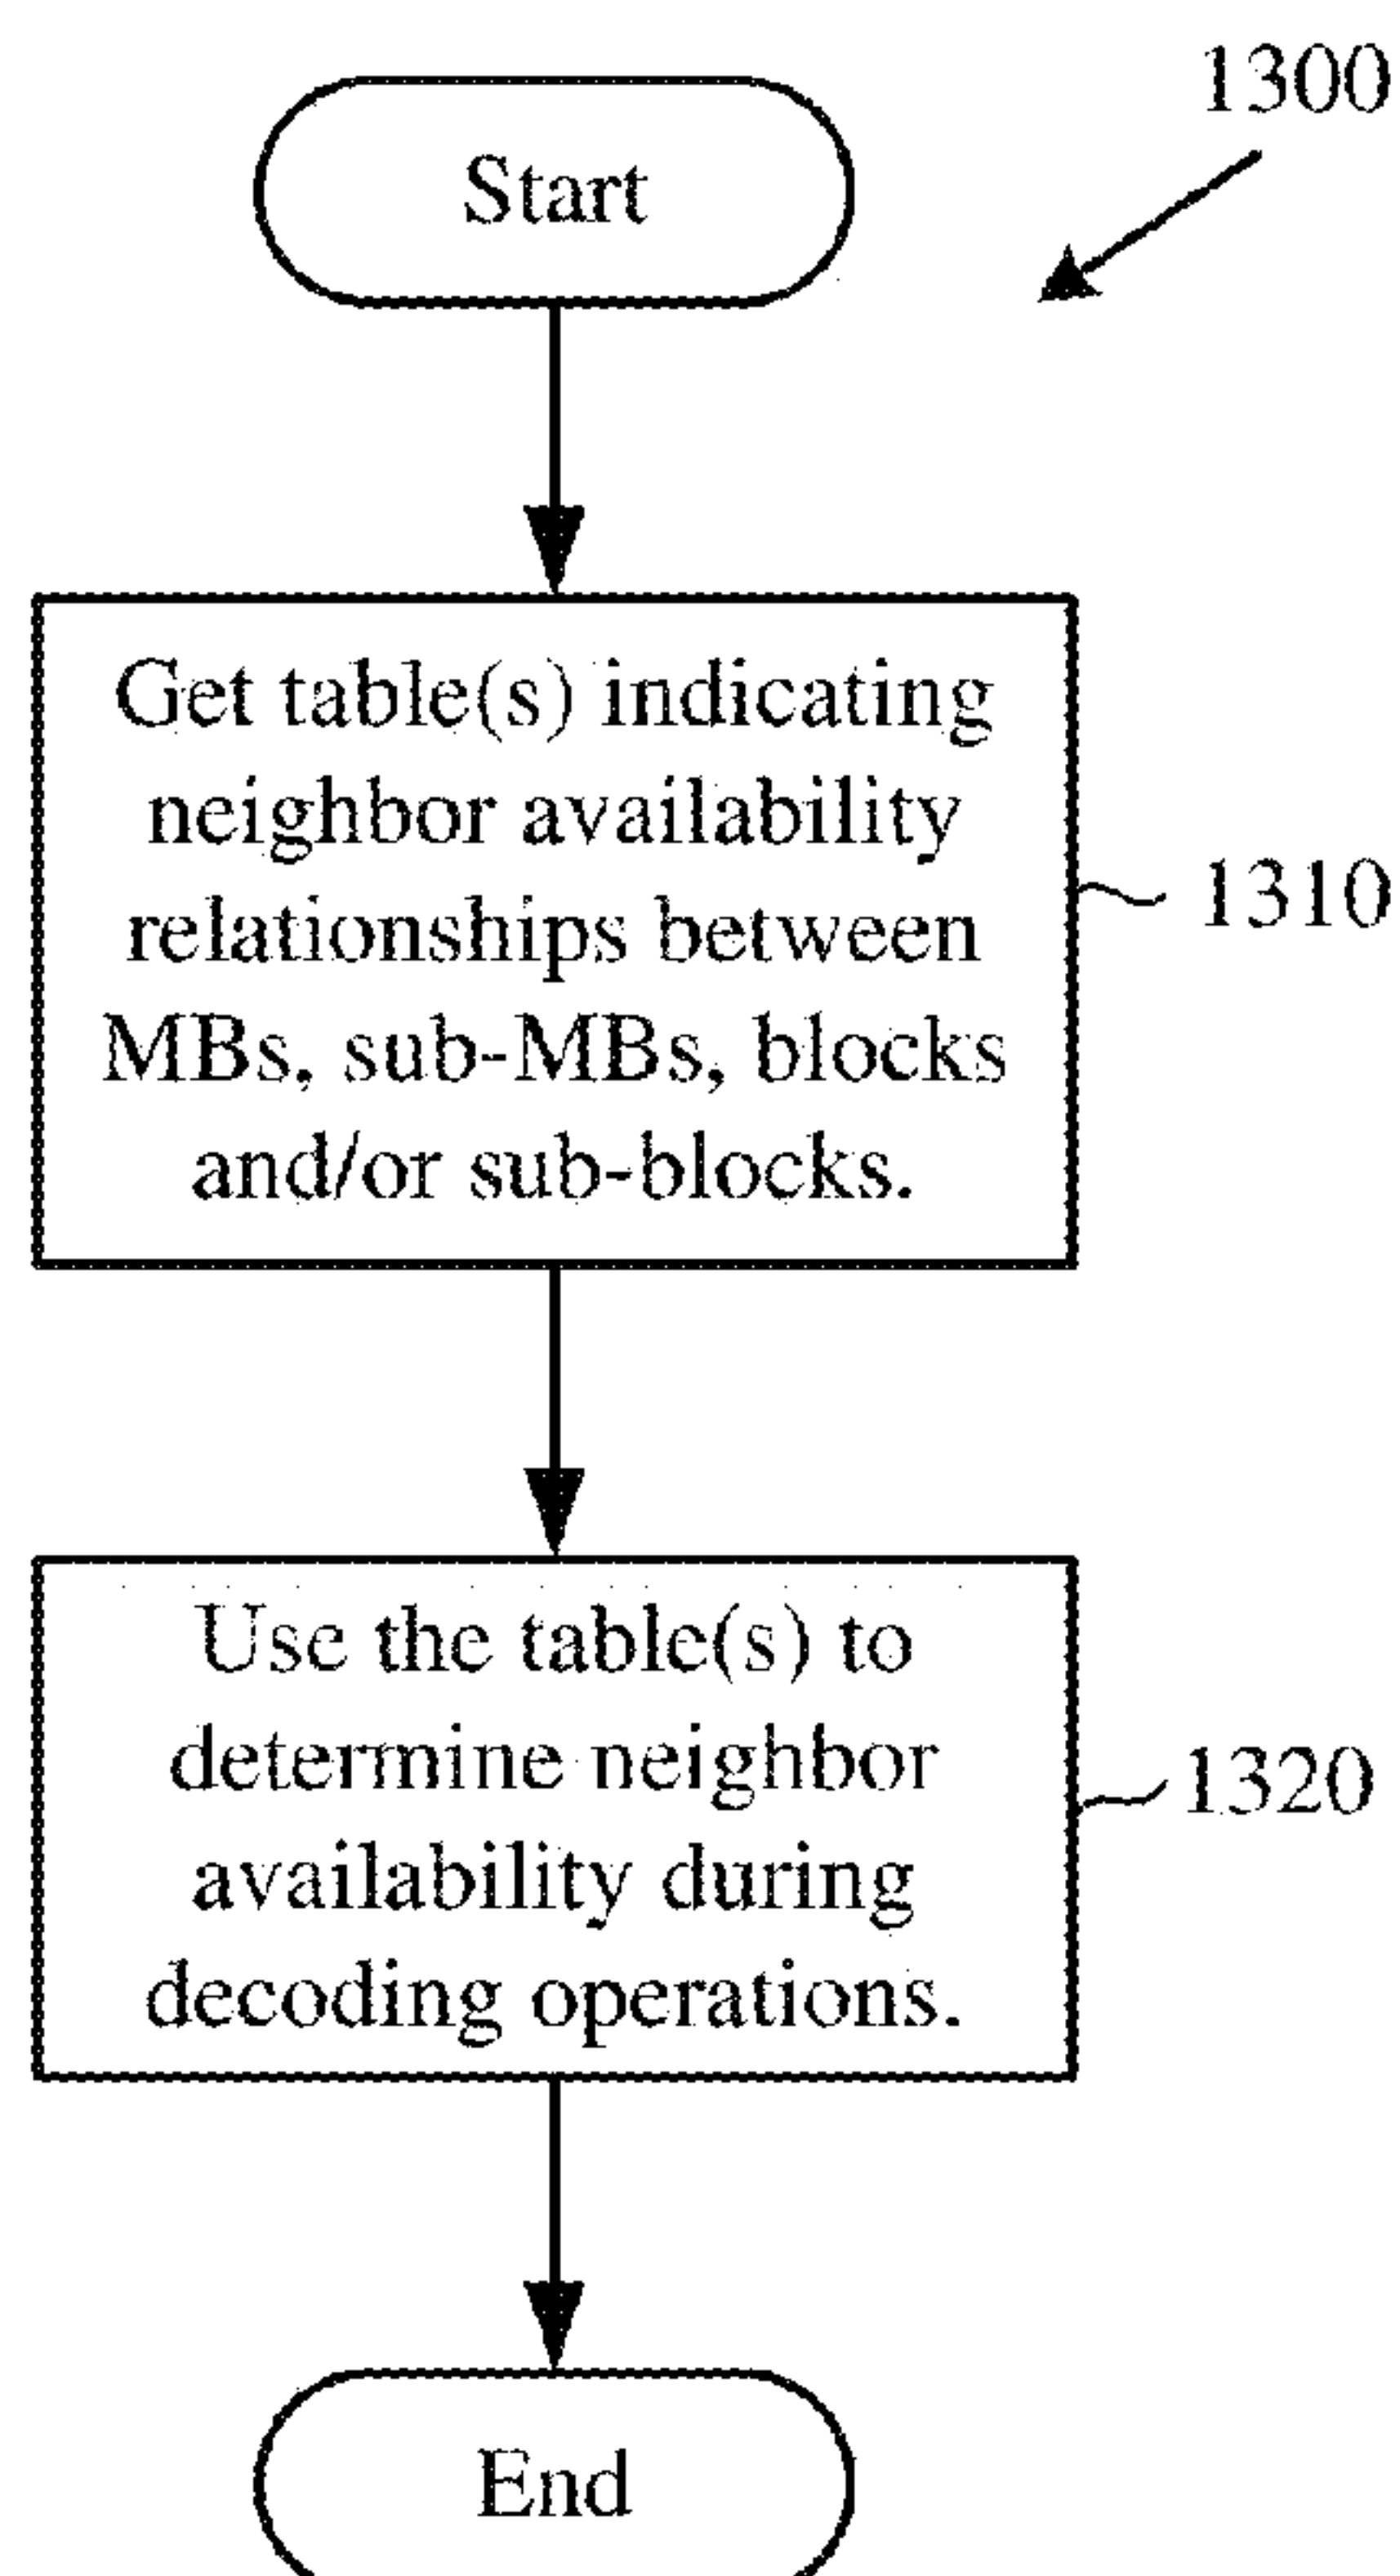 1300
Start
Get table(s) indicating
neighbor availability
relationships between
MBs, sub-MBs, blocks
and/or sub-blocks.
1310
Use the table(s) to
determine neighbor
availability during
decoding operations.
1320
End